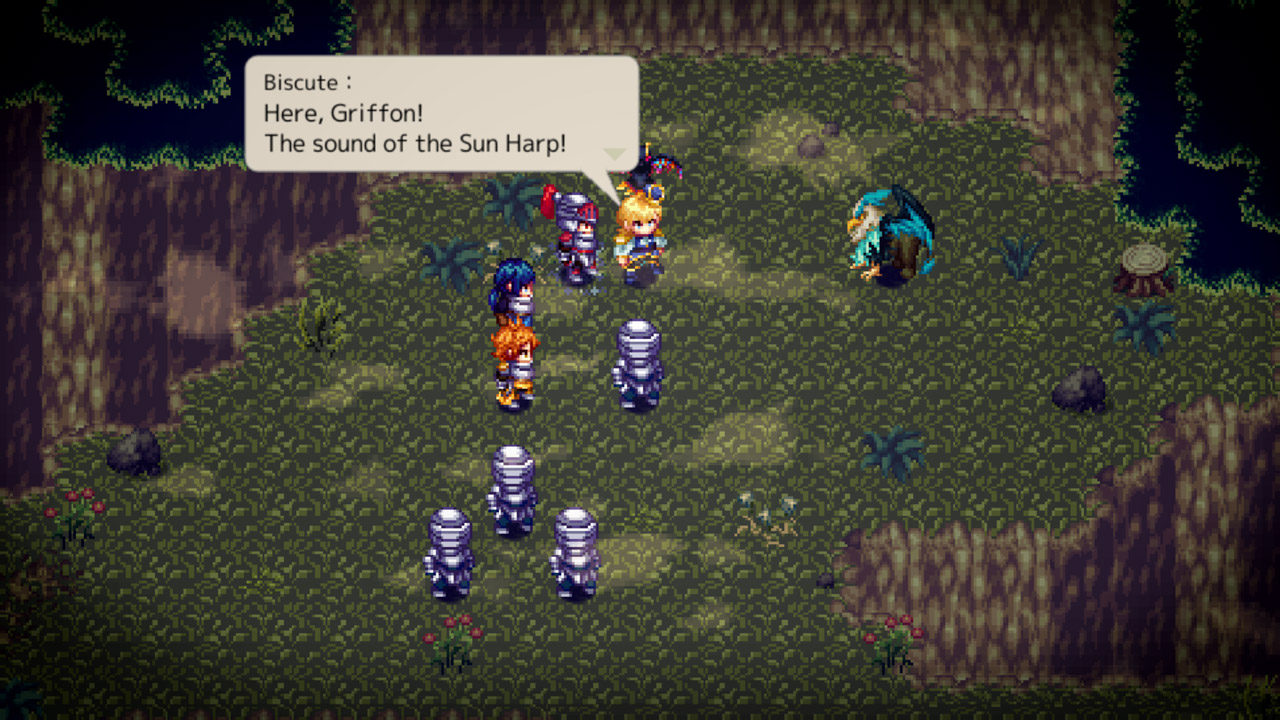 Biscute：
Here, Griffon!
The sound of the Sun Harp!